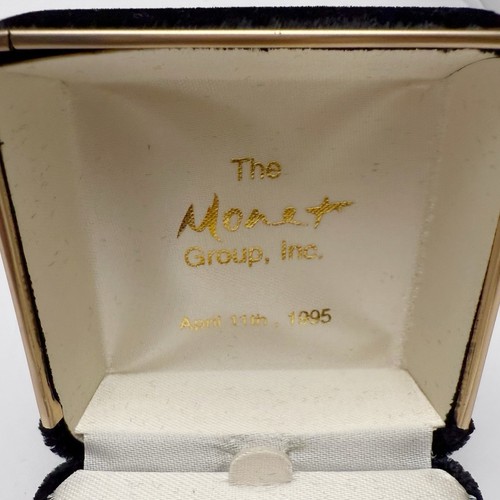 The
Monet
Group, Inc.
April 11th, 1995